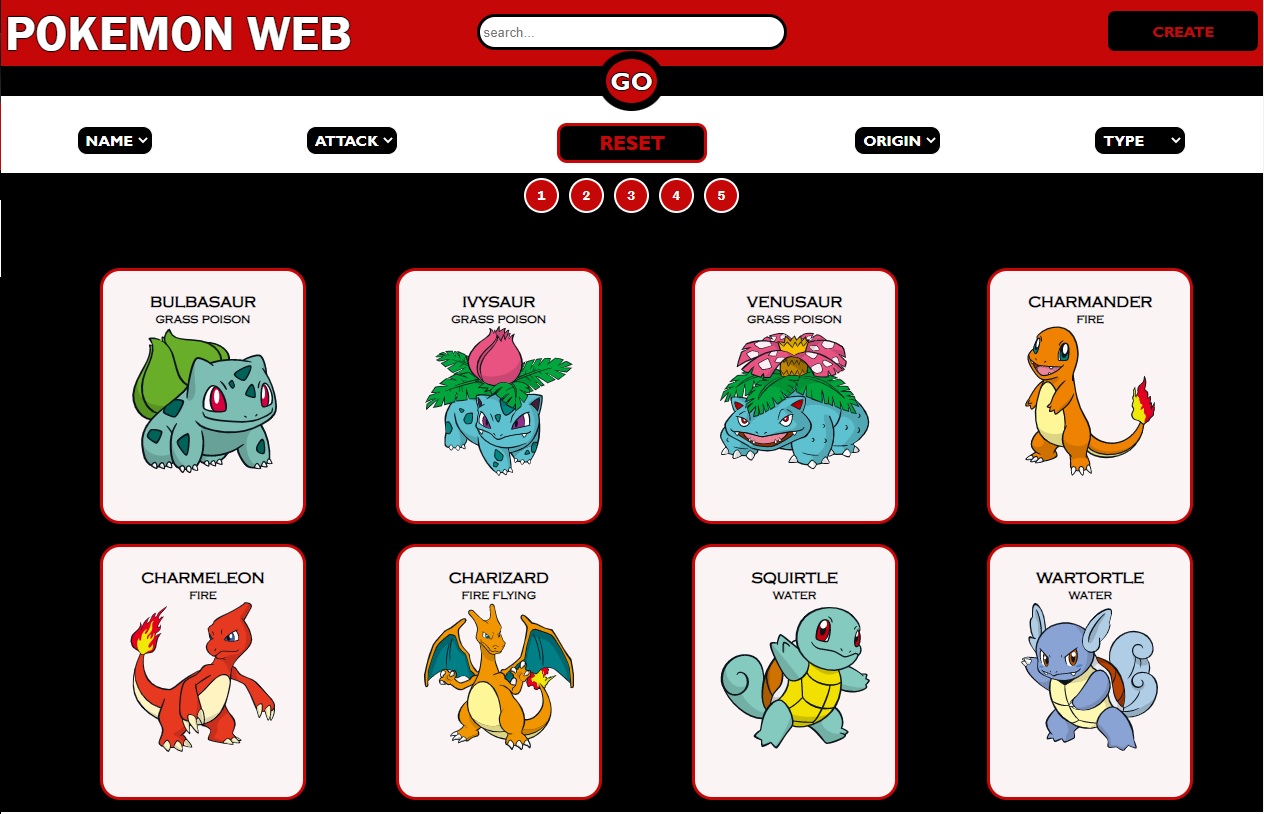 POKEMON WEB
search...
CREATE
GO
NAME
ATTACK
RESET
ORIGIN
TYPE
1 2 3 4 5
BULBASAUR
GRASS POISON
IVYSAUR
GRASS POISON
VENUSAUR
GRASS POISON
CHARMANDER
FIRE
CHARMELEON
FIRE
CHARIZARD
FIRE FLYING
SQUIRTLE
WATER
WARTORTLE
WATER